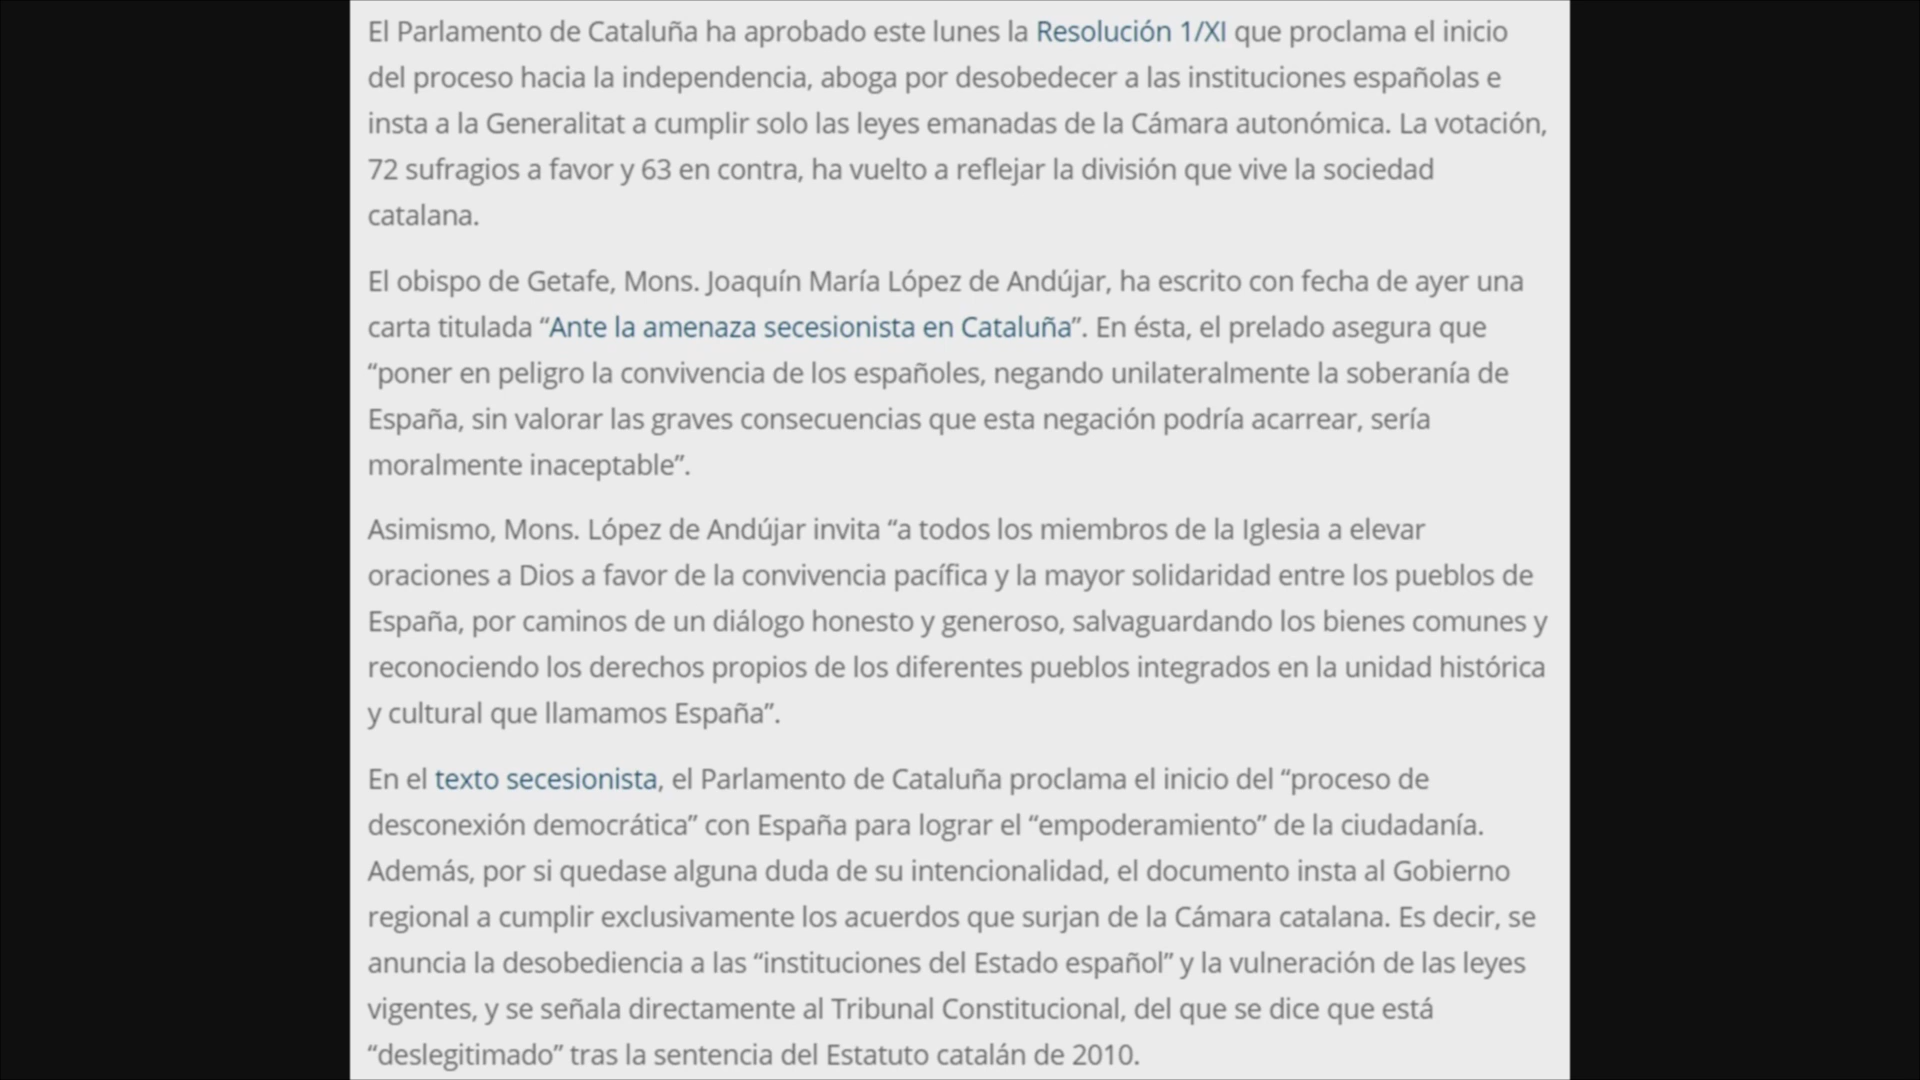 El Parlamento de Cataluña ha aprobado este lunes la Resolución 1/XI que proclama el inicio
del proceso hacia la independencia, aboga por desobedecer a las instituciones españolas e
insta a la Generalitat a cumplir solo las leyes emanadas de la Cámara autonómica. La votación,
72 sufragios a favor y 63 en contra, ha vuelto a reflejar la división que vive la sociedad
catalana.
El obispo de Getafe, Mons. Joaquín María López de Andújar, ha escrito con fecha de ayer una
carta titulada “Ante la amenaza secesionista en Cataluña”. En ésta, el prelado asegura que
“poner en peligro la convivencia de los españoles, negando unilateralmente la soberanía de
España, sin valorar las graves consecuencias que esta negación podría acarrear, sería
moralmente inaceptable”.
Asimismo, Mons. López de Andújar invita “a todos los miembros de la Iglesia a elevar
oraciones a Dios a favor de la convivencia pacífica y la mayor solidaridad entre los pueblos de
España, por caminos de un diálogo honesto y generoso, salvaguardando los bienes comunes y
reconociendo los derechos propios de los diferentes pueblos integrados en la unidad histórica
y cultural que llamamos España”.
En el texto secesionista, el Parlamento de Cataluña proclama el inicio del “proceso de
desconexión democrática” con España para lograr el “empoderamiento” de la ciudadanía.
Además, por si quedase alguna duda de su intencionalidad, el documento insta al Gobierno
regional a cumplir exclusivamente los acuerdos que surjan de la Cámara catalana. Es decir, se
anuncia la desobediencia a las “instituciones del Estado español” y la vulneración de las leyes
vigentes, y se señala directamente al Tribunal Constitucional, del que se dice que está
“deslegitimado” tras la sentencia del Estatuto catalán de 2010.